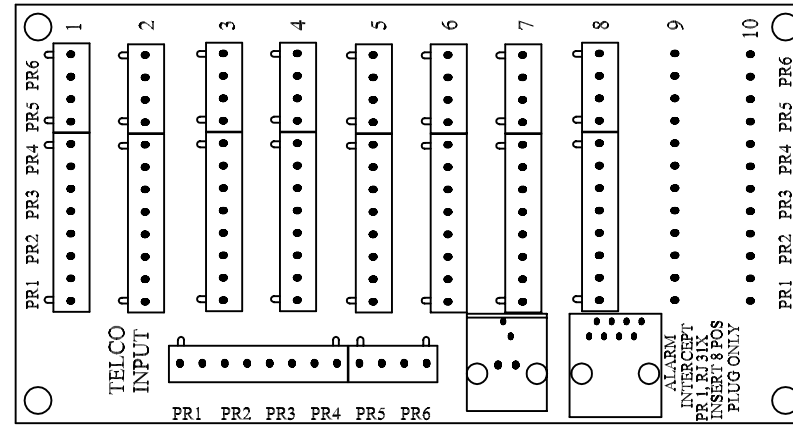 1 2 3 4 5 6 7 8 9 10
PR6 PR6
PR5 PR5
PR4 PR4
PR3 PR3
PR2 PR2
PR1 PR1
TELCO
INPUT
PR1 PR2 PR3 PR4 PR5 PR6
ALARM
INTERCEPT
PR 1, RJ 31X
INSERT 8 POS
PLUG ONLY